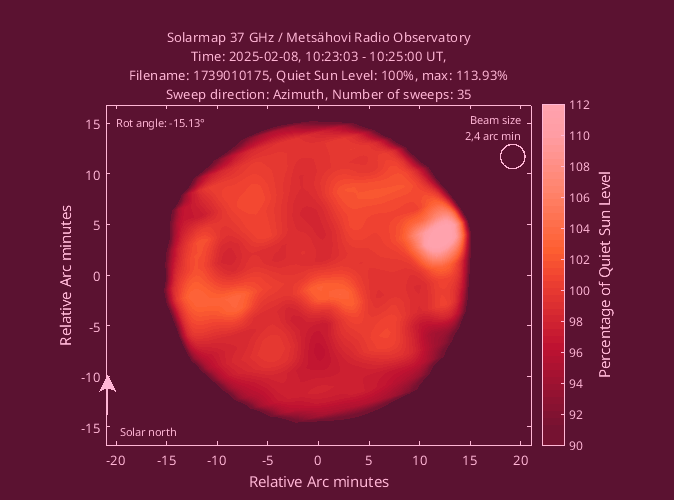 Solarmap 37 GHz / Metsähovi Radio Observatory
Time: 2025-02-08, 10:23:03 - 10:25:00 UT,
Filename: 1739010175, Quiet Sun Level: 100%, max: 113.93%
Sweep direction: Azimuth, Number of sweeps: 35
Rot angle: -15.13°
Beam size
2,4 arc min
Solar north
Relative Arc minutes
15
10
5
0
-5
-10
-15
-20 -15 -10 -5 0 5 10 15 20
Relative Arc minutes
112
110
108
106
104
102
100
98
96
94
92
90
Percentage of Quiet Sun Level